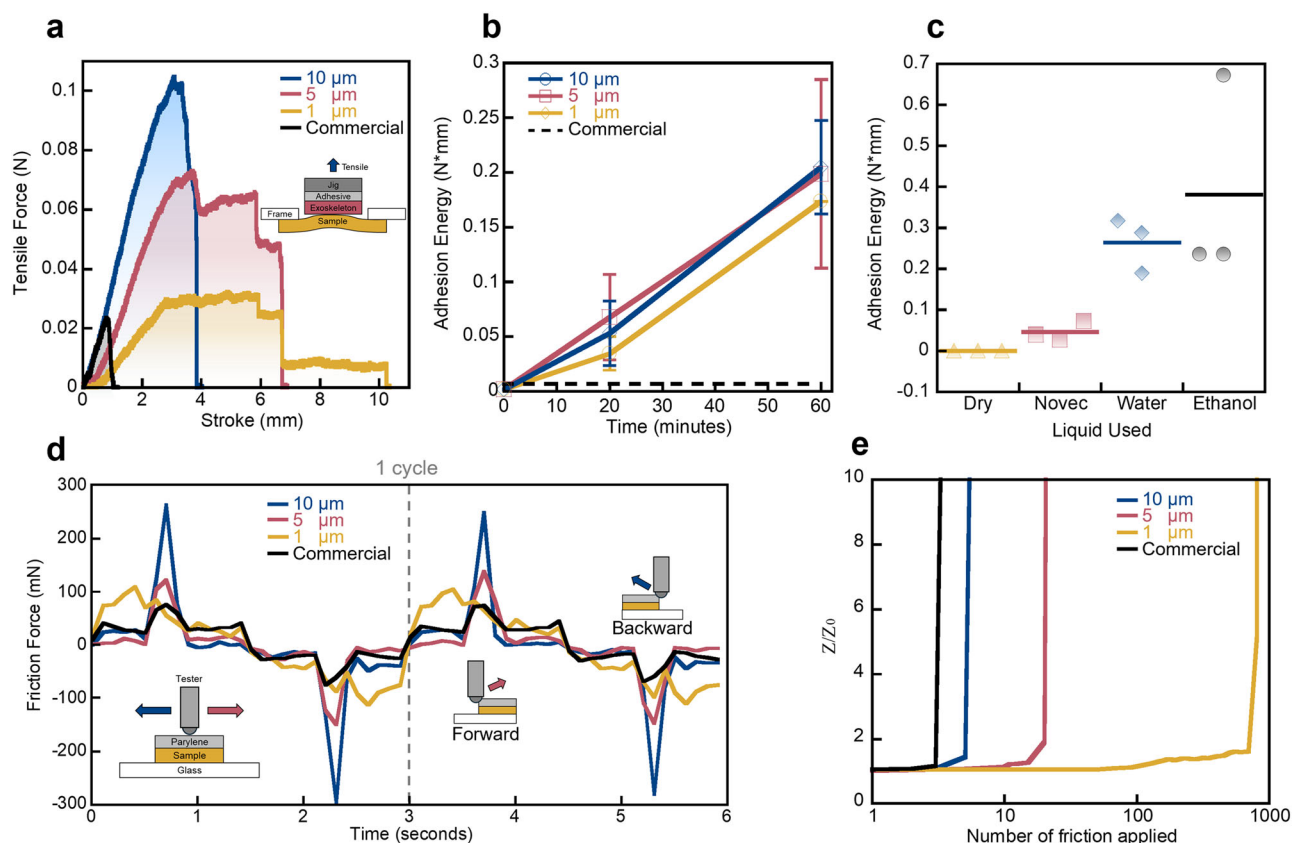 a
Tensile Force (N)
0.1
0.08
0.06
0.04
0.02
0
0 2 4 6 8 10
Stroke (mm)
10 µm
5 µm
1 µm
Commercial
Tensile
Jig
Adhesive
Frame
Exoskeleton
Sample
b
Adhesion Energy (N*mm)
0.3
0.25
0.2
0.15
0.1
0.05
0
0 10 20 30 40 50 60
Time (minutes)
10 µm
5 µm
1 µm
Commercial
c
Adhesion Energy (N*mm)
0.7
0.6
0.5
0.4
0.3
0.2
0.1
0
-0.1
Dry Novec Water Ethanol
Liquid Used
d
1 cycle
Friction Force (mN)
300
200
100
0
-100
-200
-300
0 1 2 3 4 5 6
Time (seconds)
10 µm
5 µm
1 µm
Commercial
Tester
Parylene
Sample
Glass
Forward
Backward
e
Z/Z0
10
8
6
4
2
0
1 10 100 1000
Number of friction applied
10 µm
5 µm
1 µm
Commercial